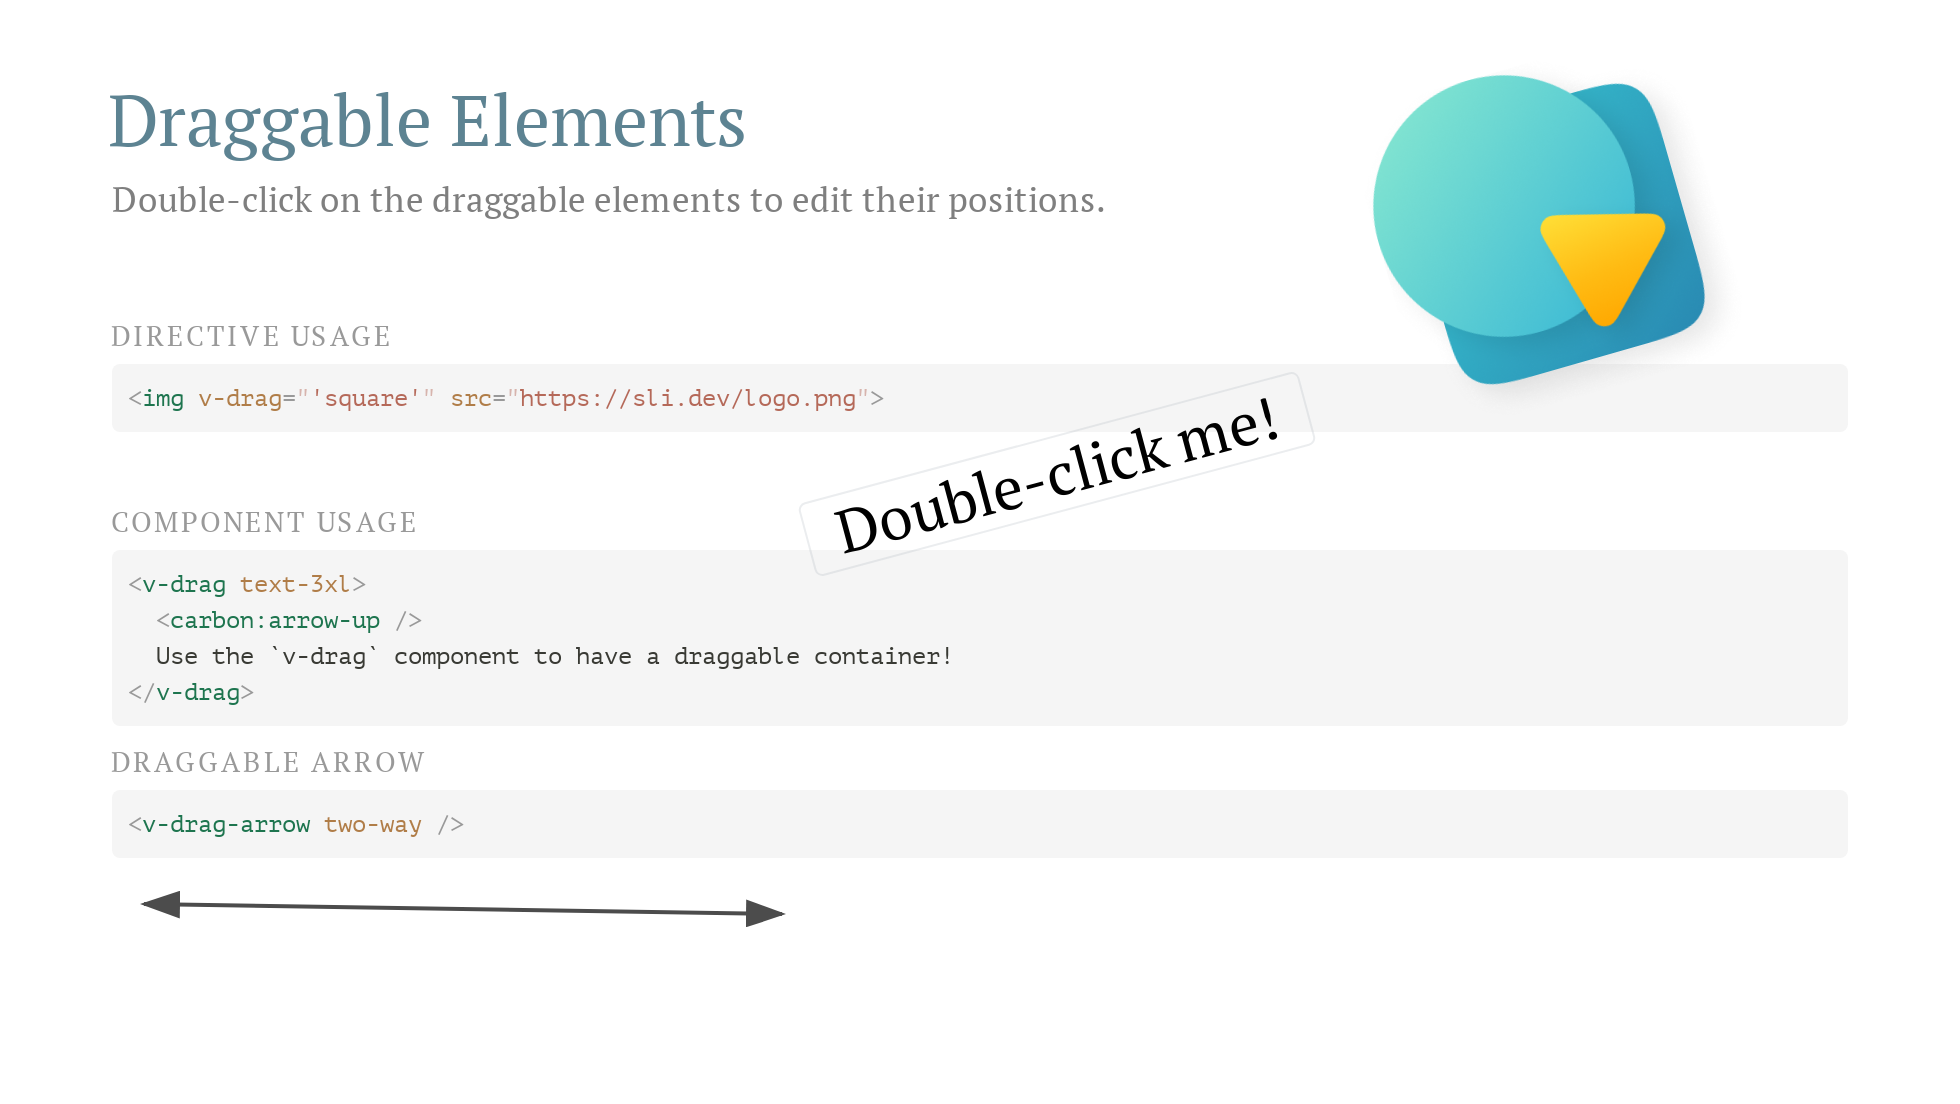 Draggable Elements
Double-click on the draggable elements to edit their positions.
DIRECTIVE USAGE
<img v-drag="'square'" src="https://sli.dev/logo.png">
Double-click me!
COMPONENT USAGE
<v-drag text-3xl>
  <carbon:arrow-up />
  Use the `v-drag` component to have a draggable container!
</v-drag>
DRAGGABLE ARROW
<v-drag-arrow two-way />